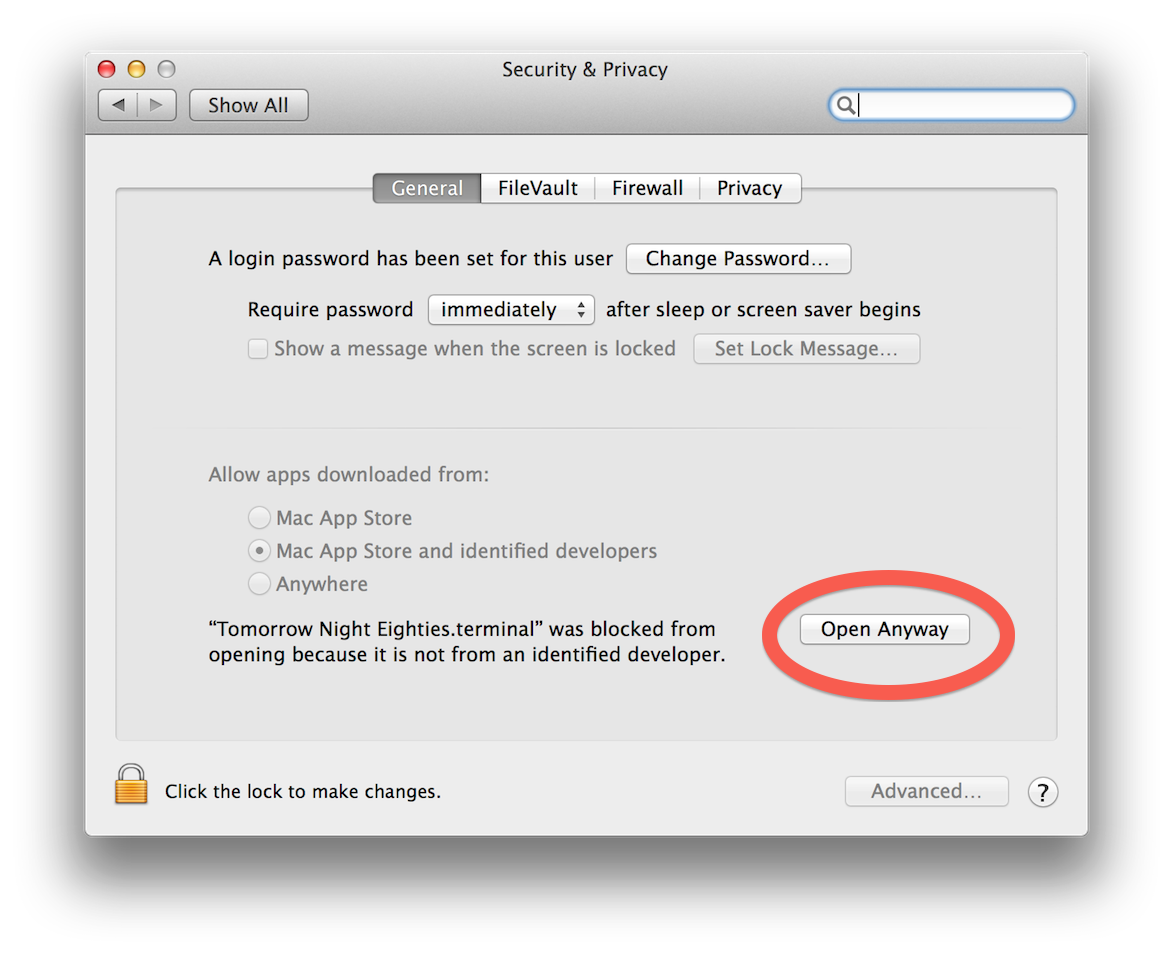 Security & Privacy
Show All
General FileVault Firewall Privacy
A login password has been set for this user Change Password...
Require password immediately after sleep or screen saver begins
Show a message when the screen is locked Set Lock Message...
Allow apps downloaded from:
Mac App Store
Mac App Store and identified developers
Anywhere
“Tomorrow Night Eighties.terminal” was blocked from Open Anyway
opening because it is not from an identified developer.
Click the lock to make changes. Advanced... ?